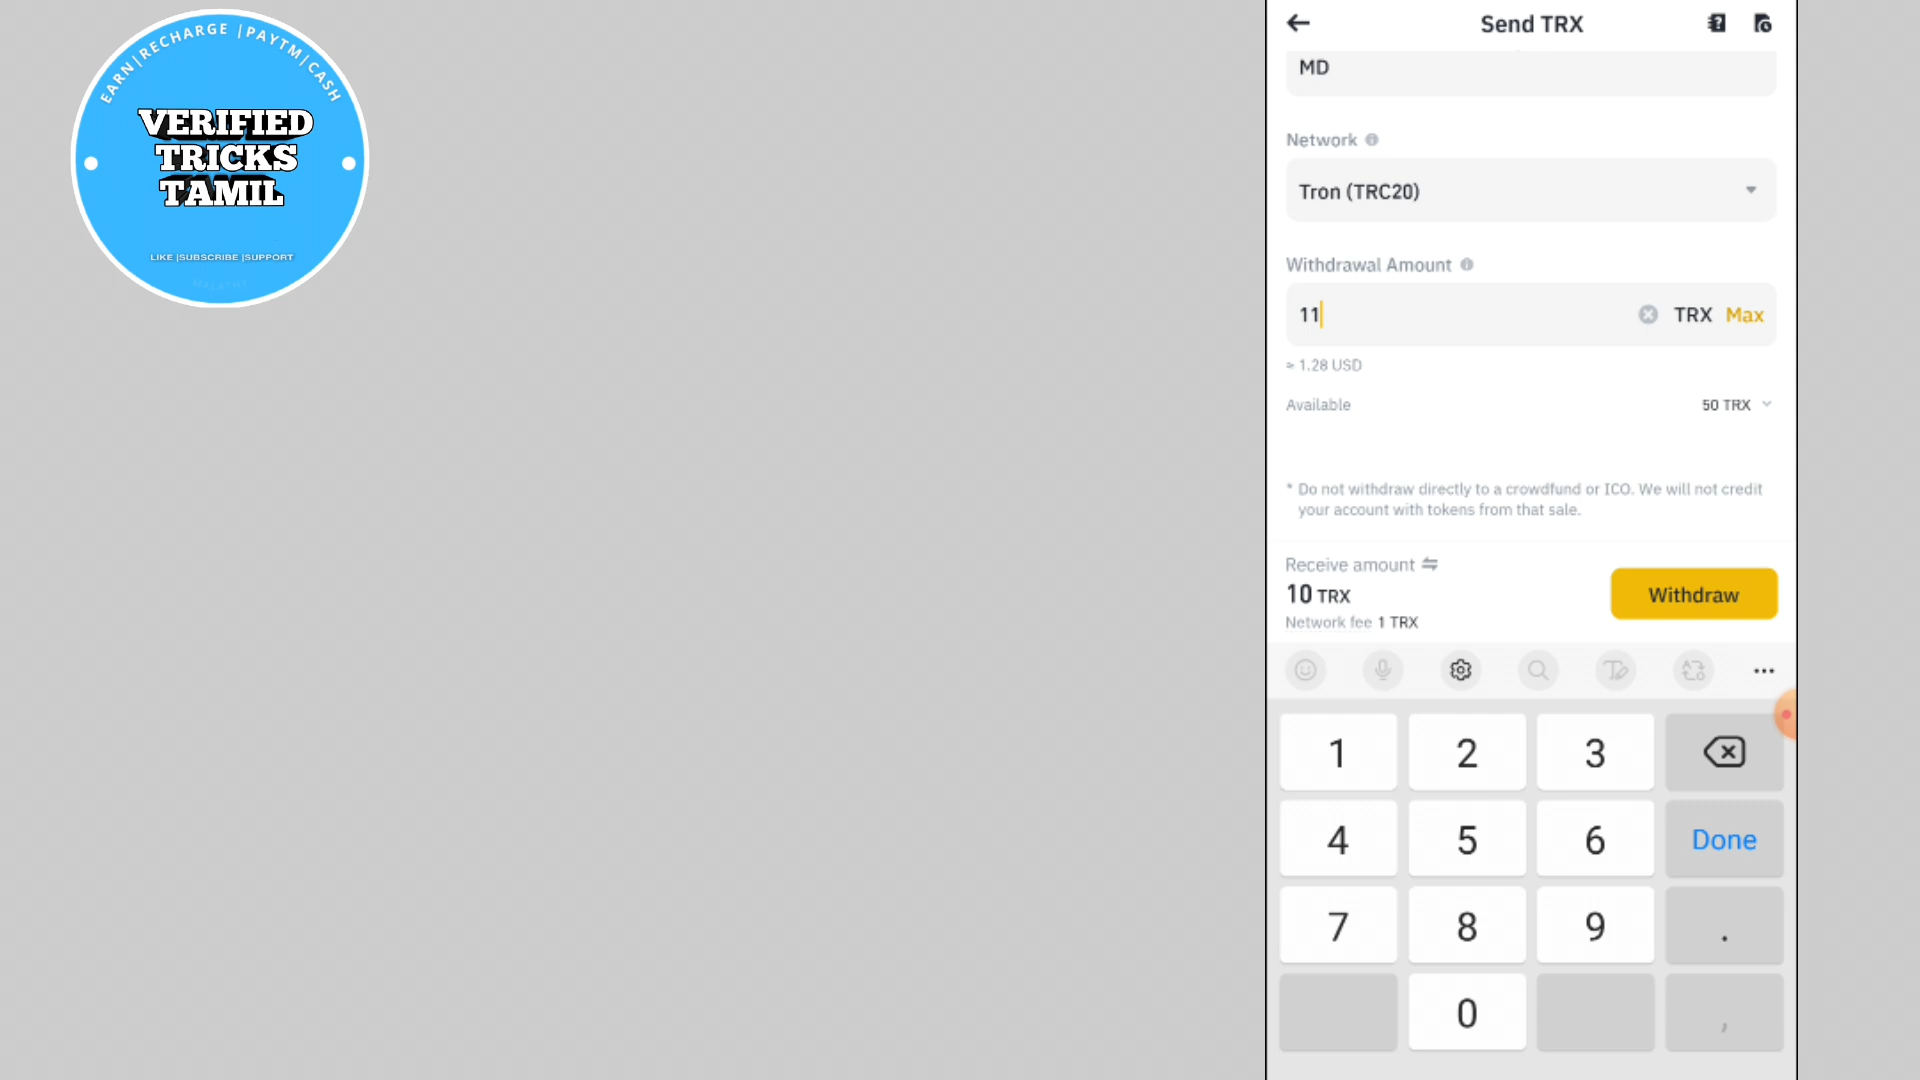 EARN|RECHARGE |PAYTM|CASH
VERIFIED
TRICKS
TAMIL
LIKE |SUBSCRIBE |SUPPORT
Send TRX
MD
Network
Tron (TRC20)
Withdrawal Amount
11 TRX Max
≈ 1.28 USD
Available 50 TRX
* Do not withdraw directly to a crowdfund or ICO. We will not credit
your account with tokens from that sale.
Receive amount
10 TRX
Withdraw
Network fee 1 TRX
1 2 3
4 5 6 Done
7 8 9 .
0 ,